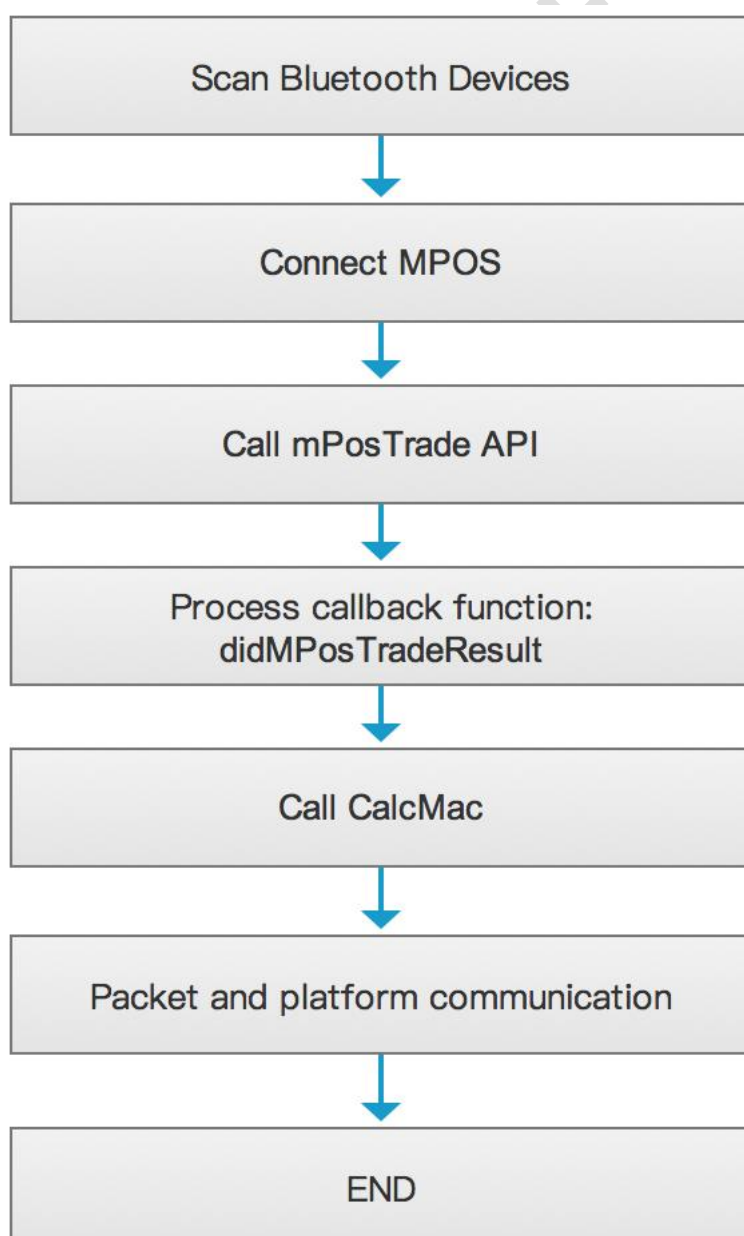 Scan Bluetooth Devices
Connect MPOS
Call mPosTrade API
Process callback function:
didMPosTradeResult
Call CalcMac
Packet and platform communication
END